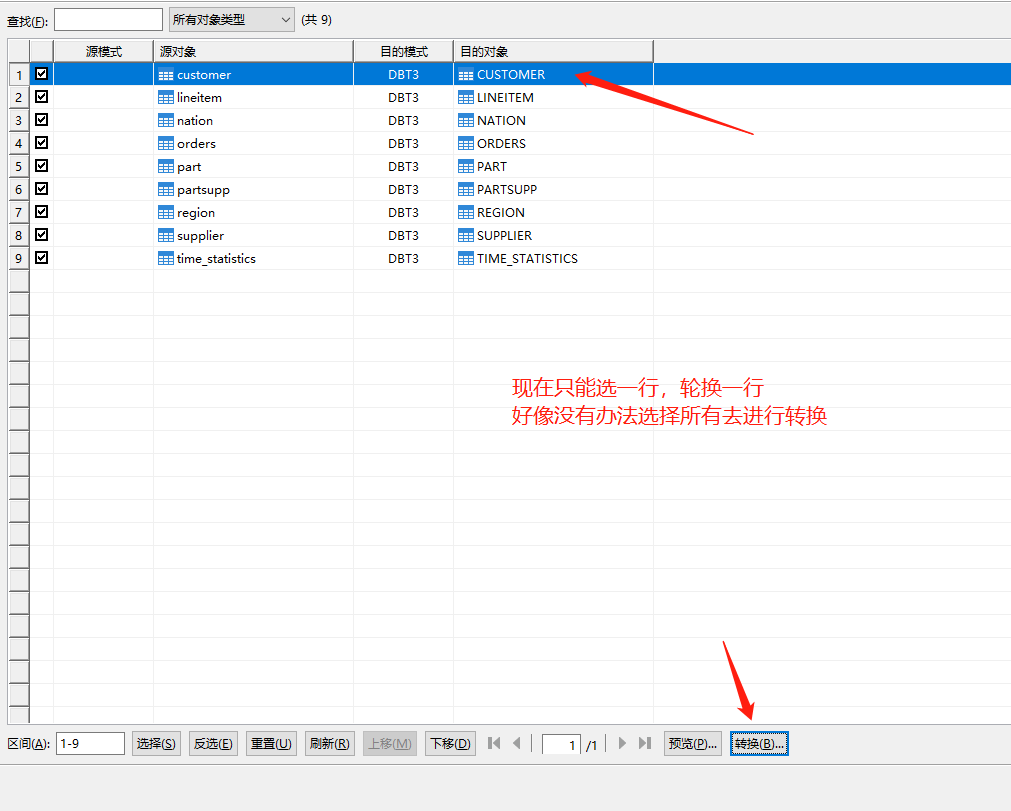 查找(F): 所有对象类型 (共 9)
源模式 源对象 目的模式 目的对象
1 customer DBT3 CUSTOMER
2 lineitem DBT3 LINEITEM
3 nation DBT3 NATION
4 orders DBT3 ORDERS
5 part DBT3 PART
6 partsupp DBT3 PARTSUPP
7 region DBT3 REGION
8 supplier DBT3 SUPPLIER
9 time_statistics DBT3 TIME_STATISTICS
现在只能选一行，轮换一行
好像没有办法选择所有去进行转换
区间(A): 1-9 选择(S) 反选(E) 重置(U) 刷新(R) 上移(M) 下移(D) 1 /1 预览(P)... 转换(B)...